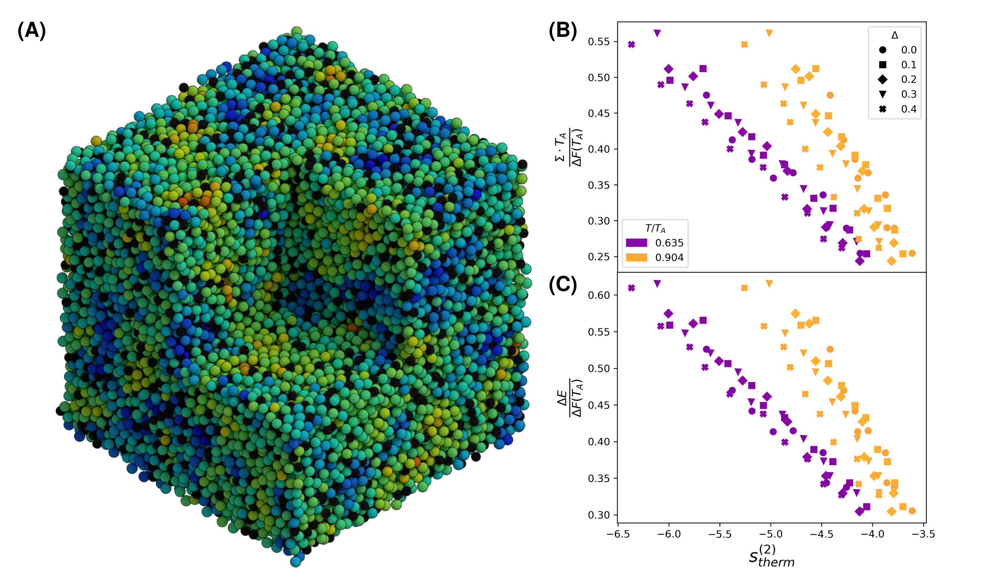 (A)
(B)
0.55
0.50
0.45
0.40
0.35
0.30
0.25
Σ · T_A
ΔF(T_A)
Δ
0.0
0.1
0.2
0.3
0.4
T/T_A
0.635
0.904
(C)
0.60
0.55
0.50
0.45
0.40
0.35
0.30
ΔE
ΔF(T_A)
−6.5 −6.0 −5.5 −5.0 −4.5 −4.0 −3.5
s_therm^(2)